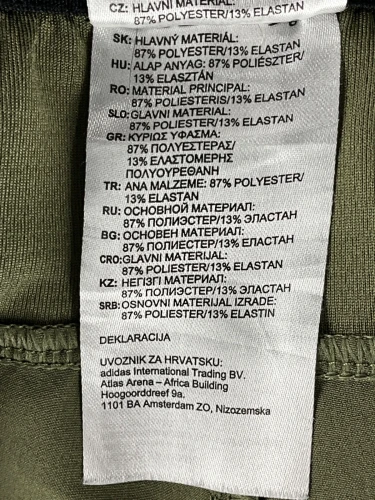 CZ: HLAVNÍ MATERIÁL:
87% POLYESTER/13% ELASTAN
SK: HLAVNÝ MATERIÁL:
87% POLYESTER/13% ELASTAN
HU: ALAP ANYAG: 87% POLIÉSZTER/
13% ELASZTÁN
RO: MATERIAL PRINCIPAL:
87% POLIESTERIS/13% ELASTAN
SLO: GLAVNI MATERIAL:
87% POLIESTER/13% ELASTAN
GR: ΚΥΡΙΩΣ ΥΦΑΣΜΑ:
87% ΠΟΛΥΕΣΤΕΡΑΣ/
13% ΕΛΑΣΤΟΜΕΡΗΣ
ΠΟΛΥΟΥΡΕΘΑΝΗ
TR: ANA MALZEME: 87% POLYESTER/
13% ELASTAN
RU: ОСНОВНОЙ МАТЕРИАЛ:
87% ПОЛИЭСТЕР/13% ЭЛАСТАН
BG: ОСНОВЕН МАТЕРИАЛ:
87% ПОЛИЕСТЕР/13% ЕЛАСТАН
CRO: GLAVNI MATERIJAL:
87% POLIESTER/13% ELASTAN
KZ: НЕГІЗГІ МАТЕРИАЛ:
87% ПОЛИЭСТЕР/13% ЭЛАСТАН
SRB: OSNOVNI MATERIJAL IZRADE:
87% POLIESTER/13% ELASTIN
DEKLARACIJA
UVOZNIK ZA HRVATSKU:
adidas International Trading BV.
Atlas Arena – Africa Building
Hoogoorddreef 9a.
1101 BA Amsterdam ZO, Nizozemska